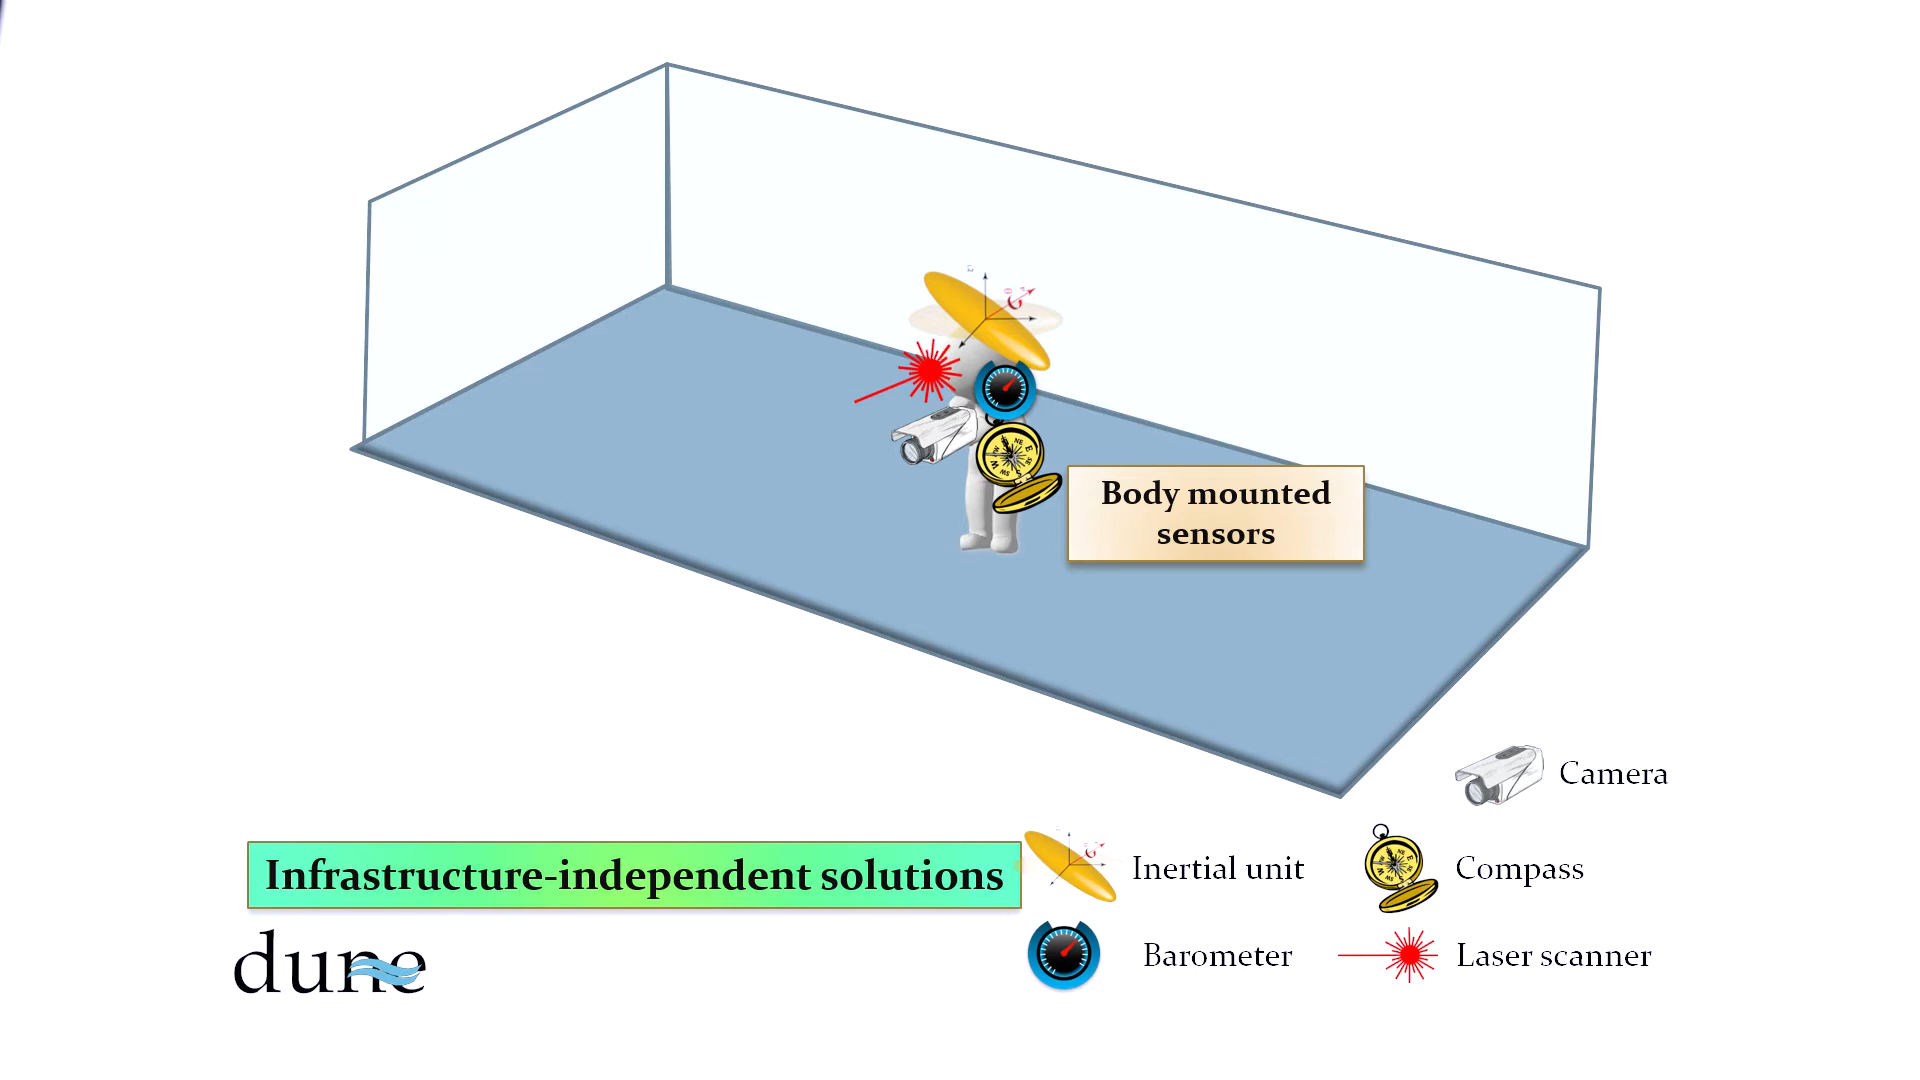 Body mounted
sensors
Camera
Infrastructure-independent solutions
Inertial unit
Compass
dune
Barometer
Laser scanner